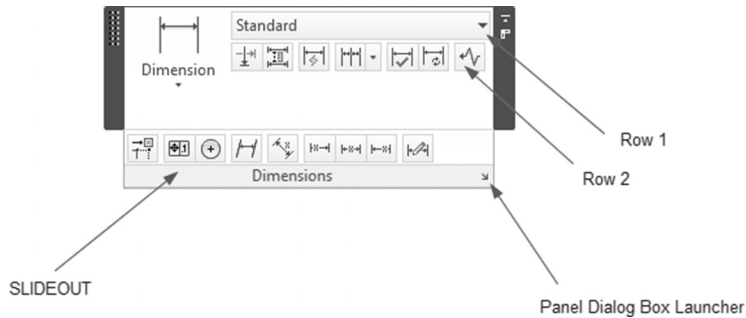 Standard
Dimension
Row 1
Row 2
Dimensions
SLIDEOUT
Panel Dialog Box Launcher